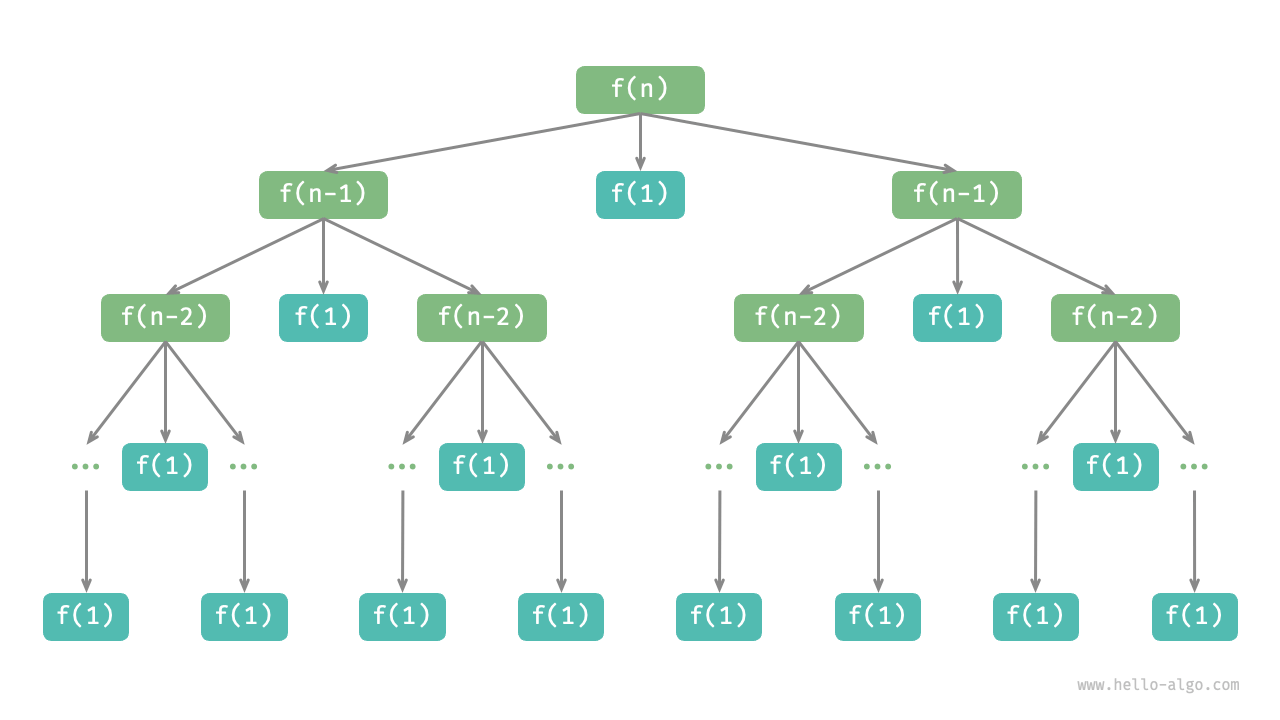 f(n)
f(n-1) f(1) f(n-1)
f(n-2) f(1) f(n-2) f(n-2) f(1) f(n-2)
... f(1) ... ... f(1) ... ... f(1) ... ... f(1) ...
f(1) f(1) f(1) f(1) f(1) f(1) f(1) f(1)
www.hello-algo.com